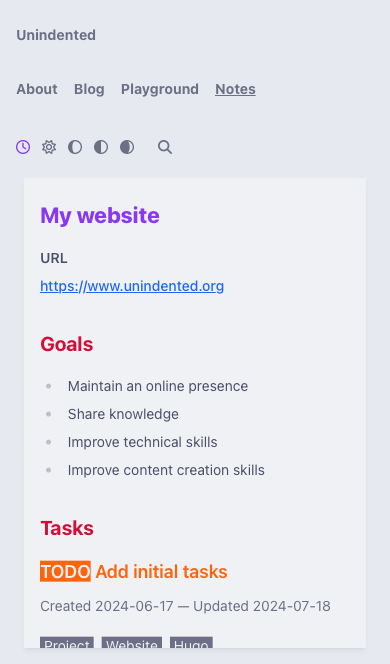 Unindented
About Blog Playground Notes
My website
URL
https://www.unindented.org
Goals
Maintain an online presence
Share knowledge
Improve technical skills
Improve content creation skills
Tasks
TODO Add initial tasks
Created 2024-06-17 — Updated 2024-07-18
Project Website Hugo